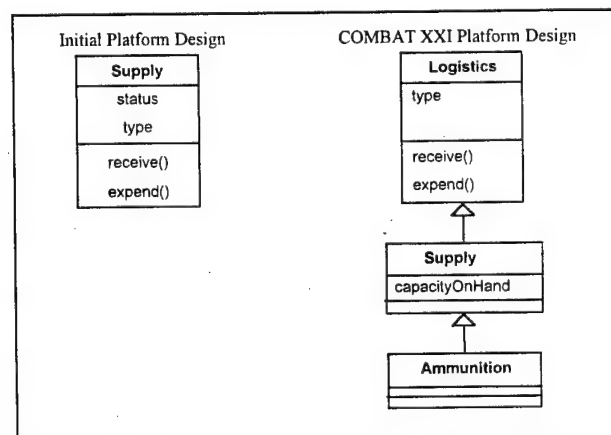 Initial Platform Design
Supply
status
type
receive()
expend()
COMBAT XXI Platform Design
Logistics
type
receive()
expend()
Supply
capacityOnHand
Ammunition